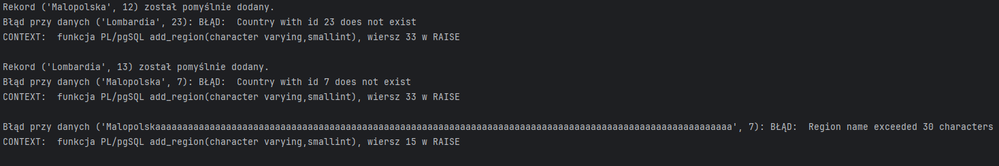 Rekord ('Malopolska', 12) został pomyślnie dodany.
Błąd przy danych ('Lombardia', 23): BŁĄD:  Country with id 23 does not exist
CONTEXT:  funkcja PL/pgSQL add_region(character varying,smallint), wiersz 33 w RAISE
Rekord ('Lombardia', 13) został pomyślnie dodany.
Błąd przy danych ('Malopolska', 7): BŁĄD:  Country with id 7 does not exist
CONTEXT:  funkcja PL/pgSQL add_region(character varying,smallint), wiersz 33 w RAISE
Błąd przy danych ('Malopolskaaaaaaaaaaaaaaaaaaaaaaaaaaaaaaaaaaaaaaaaaaaaaaaaaaaaaaaaaaaaaaaaaaaaaaaaaaaaaaaaaaaaaaaaaaaaaaaaaaaaaaaaaa', 7): BŁĄD:  Region name exceeded 30 characters
CONTEXT:  funkcja PL/pgSQL add_region(character varying,smallint), wiersz 15 w RAISE